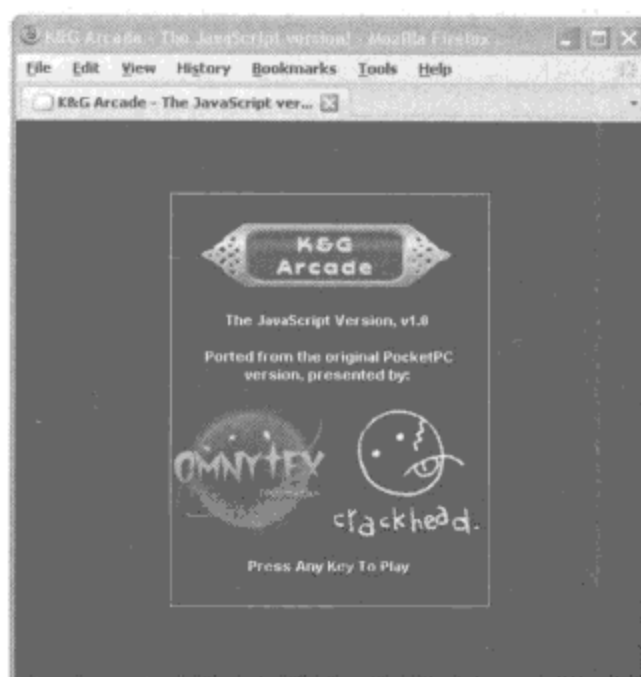 K&G Arcade - The JavaScript version! - Mozilla Firefox
File Edit View History Bookmarks Tools Help
K&G Arcade - The JavaScript ver...
K&G
Arcade
The JavaScript Version, v1.0
Ported from the original PocketPC
version, presented by:
OMNYTEX
crackhead.
Press Any Key To Play